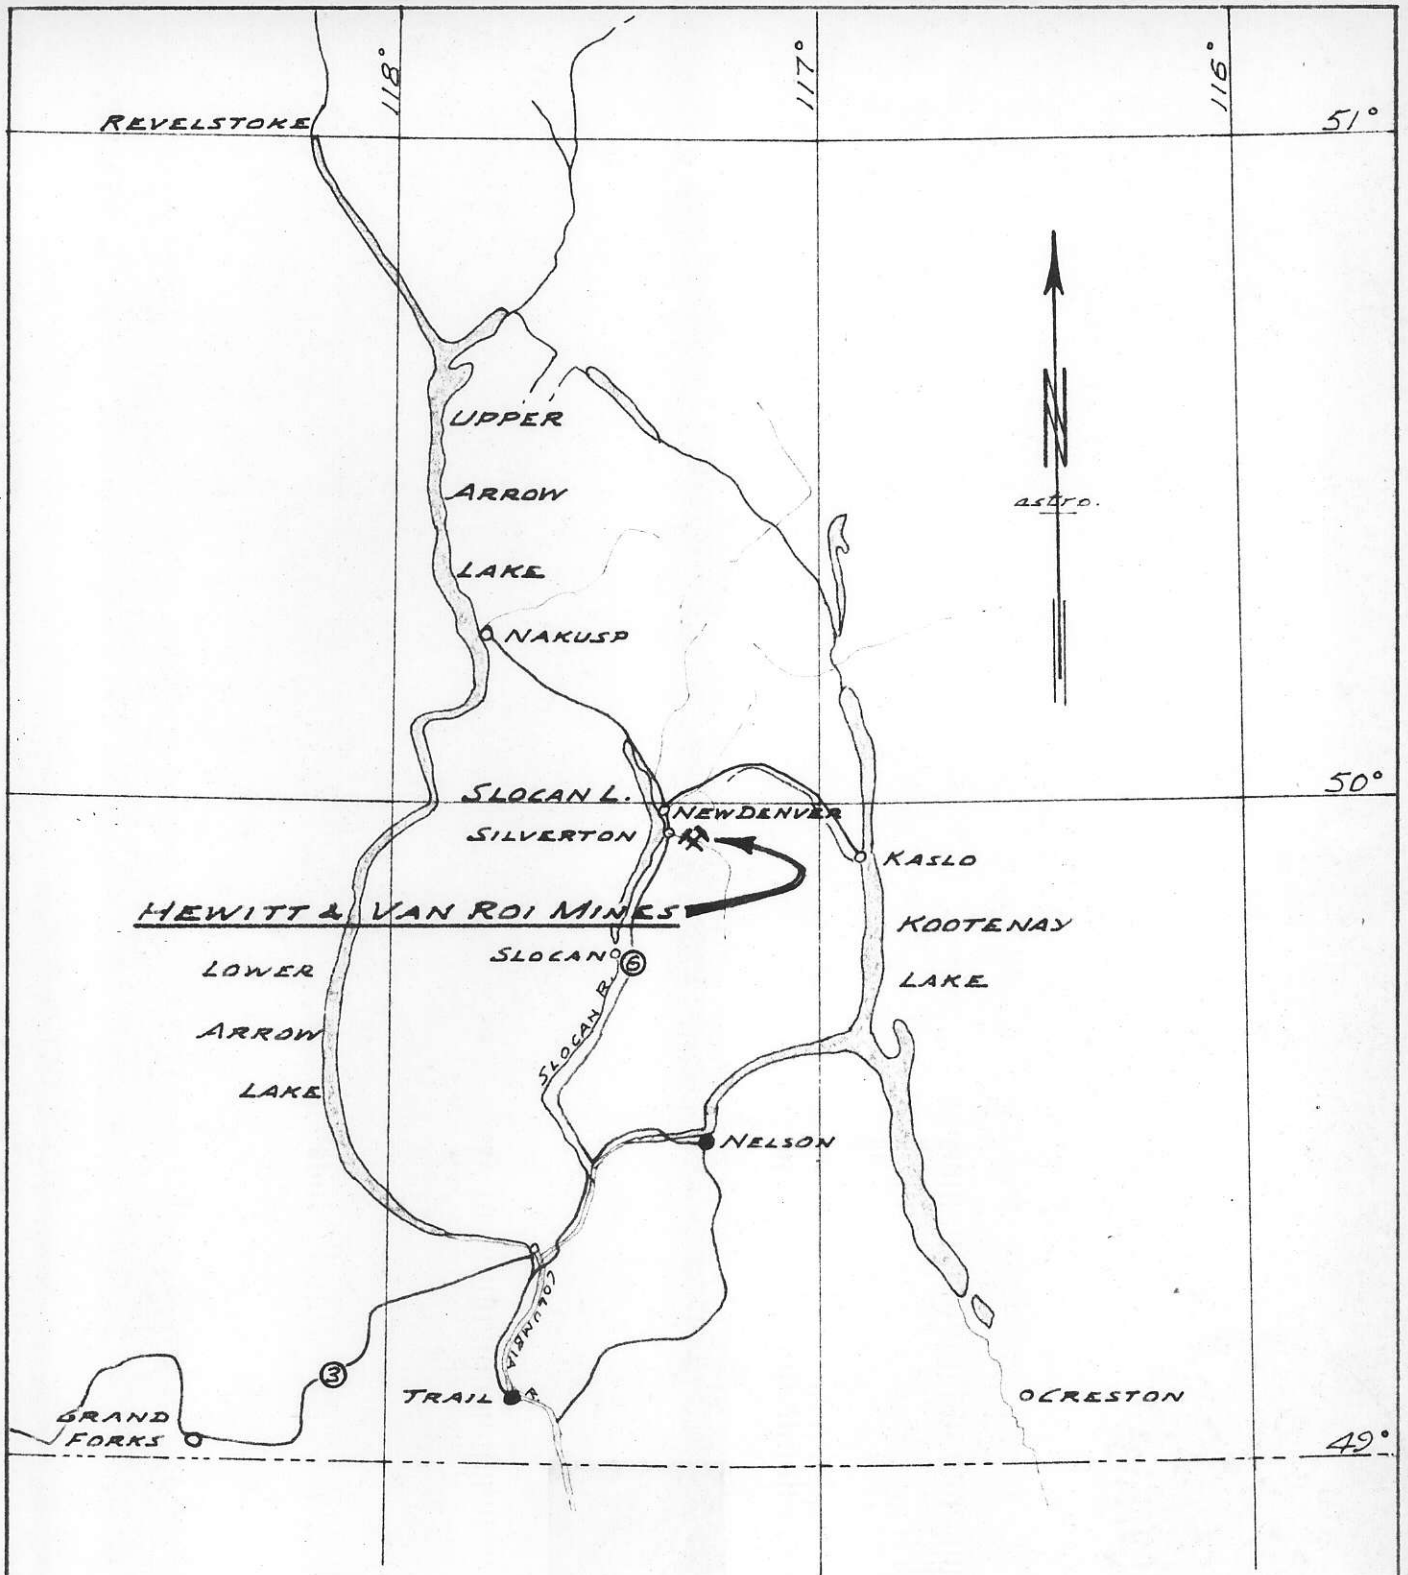 118°
117°
116°
REVELSTOKE
51°
UPPER
ARROW
LAKE
N
astro.
NAKUSP
50°
SLOCAN L.
NEW DENVER
SILVERTON
KASLO
HEWITT & VAN ROI MINES
KOOTENAY
LAKE
LOWER
ARROW
LAKE
SLOCAN
6
SLOCAN R.
NELSON
COLUMBIA R.
3
TRAIL
CRESTON
GRAND
FORKS
49°